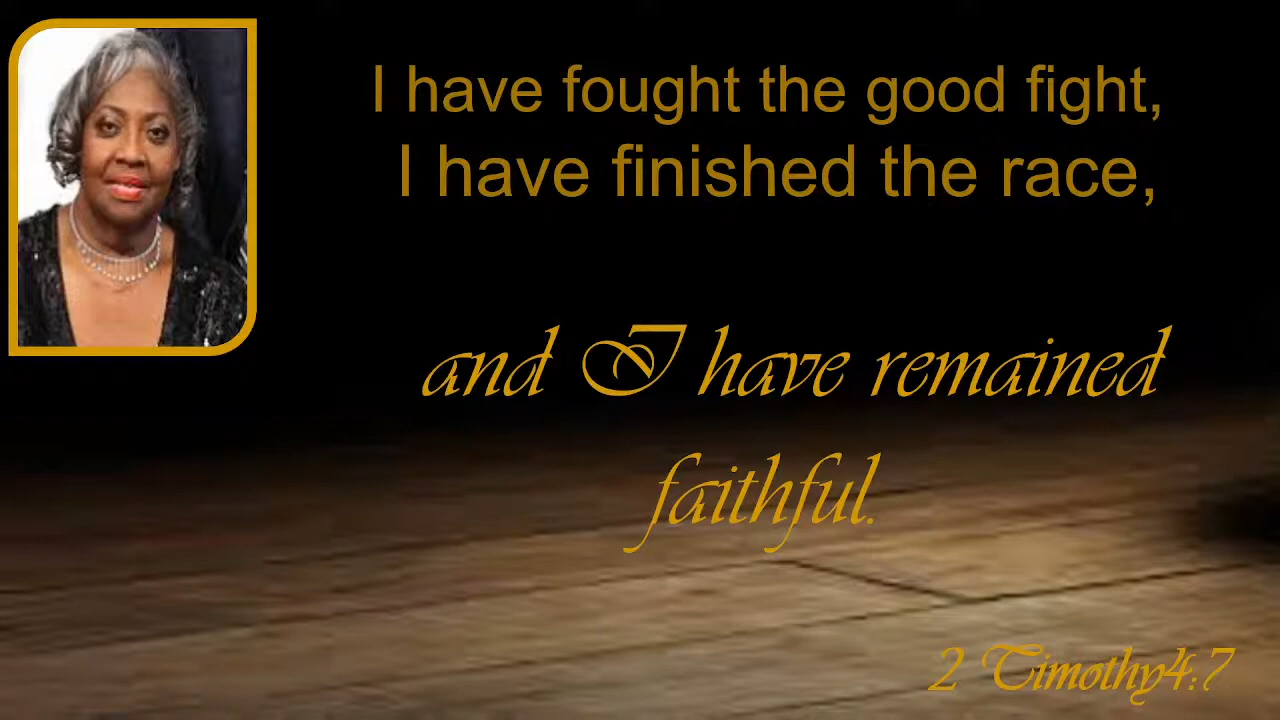 I have fought the good fight,
I have finished the race,
and I have remained
faithful.
2 Timothy4:7